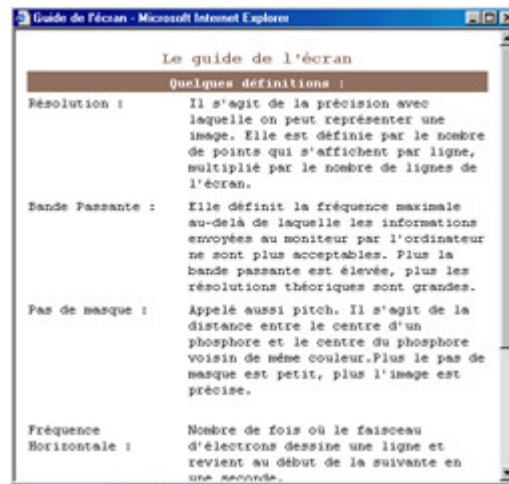 Guide de l'écran - Microsoft Internet Explorer
Le guide de l'écran
Quelques définitions :
Résolution : Il s'agit de la précision avec
laquelle on peut représenter une
image. Elle est définie par le nombre
de points qui s'affichent par ligne,
multiplié par le nombre de lignes de
l'écran.
Bande Passante : Elle définit la fréquence maximale
au-delà de laquelle les informations
envoyées au moniteur par l'ordinateur
ne sont plus acceptables. Plus la
bande passante est élevée, plus les
résolutions théoriques sont grandes.
Pas de masque : Appelé aussi pitch. Il s'agit de la
distance entre le centre d'un
phosphore et le centre du phosphore
voisin de même couleur.Plus le pas de
masque est petit, plus l'image est
précise.
Fréquence Nombre de fois où le faisceau
Horizontale : d'électrons dessine une ligne et
revient au début de la suivante en
une seconde.